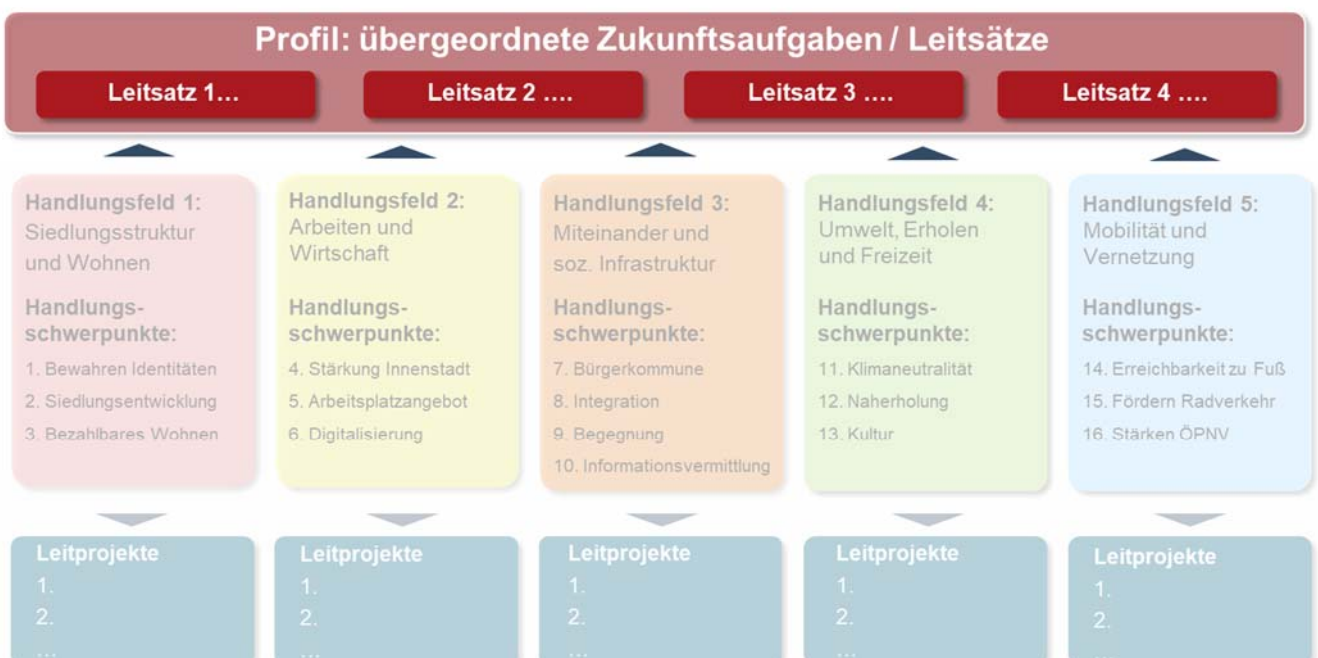 Profil: übergeordnete Zukunftsaufgaben / Leitsätze
Leitsatz 1…
Leitsatz 2 ….
Leitsatz 3 ….
Leitsatz 4 ….
Handlungsfeld 1:
Siedlungsstruktur
und Wohnen
Handlungs-
schwerpunkte:
1. Bewahren Identitäten
2. Siedlungsentwicklung
3. Bezahlbares Wohnen
Handlungsfeld 2:
Arbeiten und
Wirtschaft
Handlungs-
schwerpunkte:
4. Stärkung Innenstadt
5. Arbeitsplatzangebot
6. Digitalisierung
Handlungsfeld 3:
Miteinander und
soz. Infrastruktur
Handlungs-
schwerpunkte:
7. Bürgerkommune
8. Integration
9. Begegnung
10. Informationsvermittlung
Handlungsfeld 4:
Umwelt, Erholen
und Freizeit
Handlungs-
schwerpunkte:
11. Klimaneutralität
12. Naherholung
13. Kultur
Handlungsfeld 5:
Mobilität und
Vernetzung
Handlungs-
schwerpunkte:
14. Erreichbarkeit zu Fuß
15. Fördern Radverkehr
16. Stärken ÖPNV
Leitprojekte
1.
2.
…
Leitprojekte
1.
2.
…
Leitprojekte
1.
2.
…
Leitprojekte
1.
2.
…
Leitprojekte
1.
2.
…